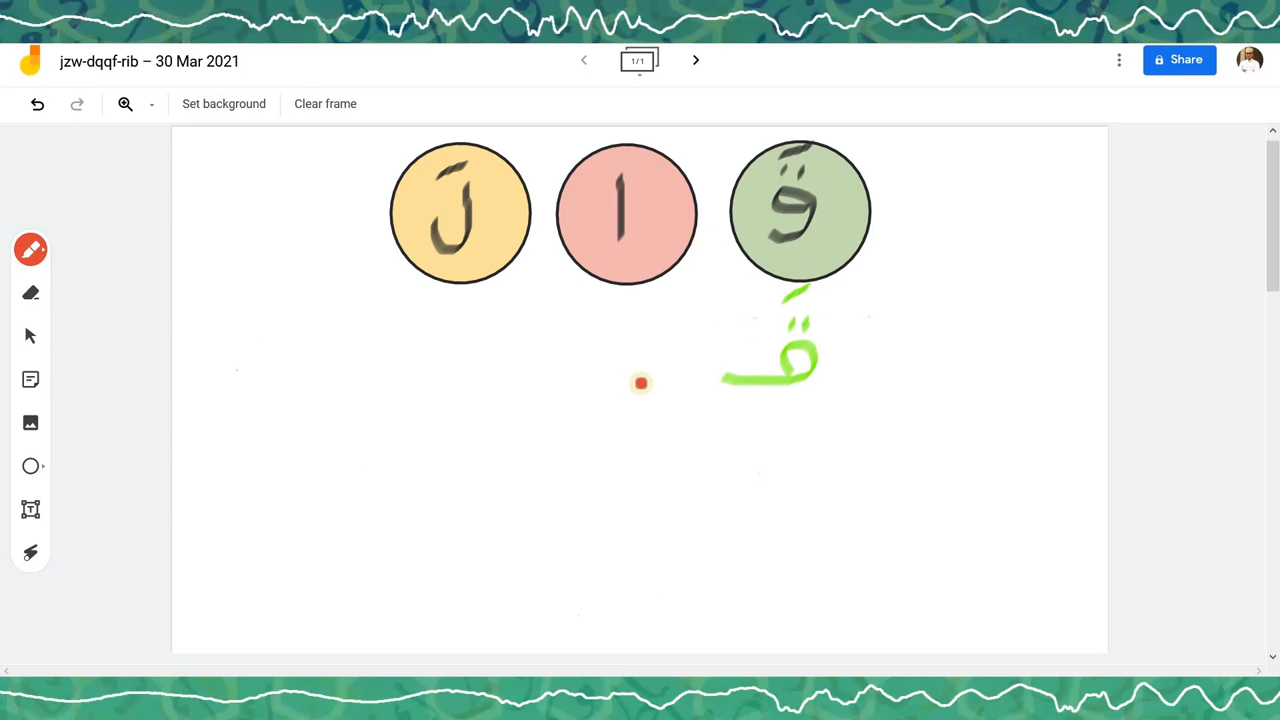 jzw-dqqf-rib – 30 Mar 2021
1/1
Share
Set background
Clear frame
قَ ا لَ
قَـ